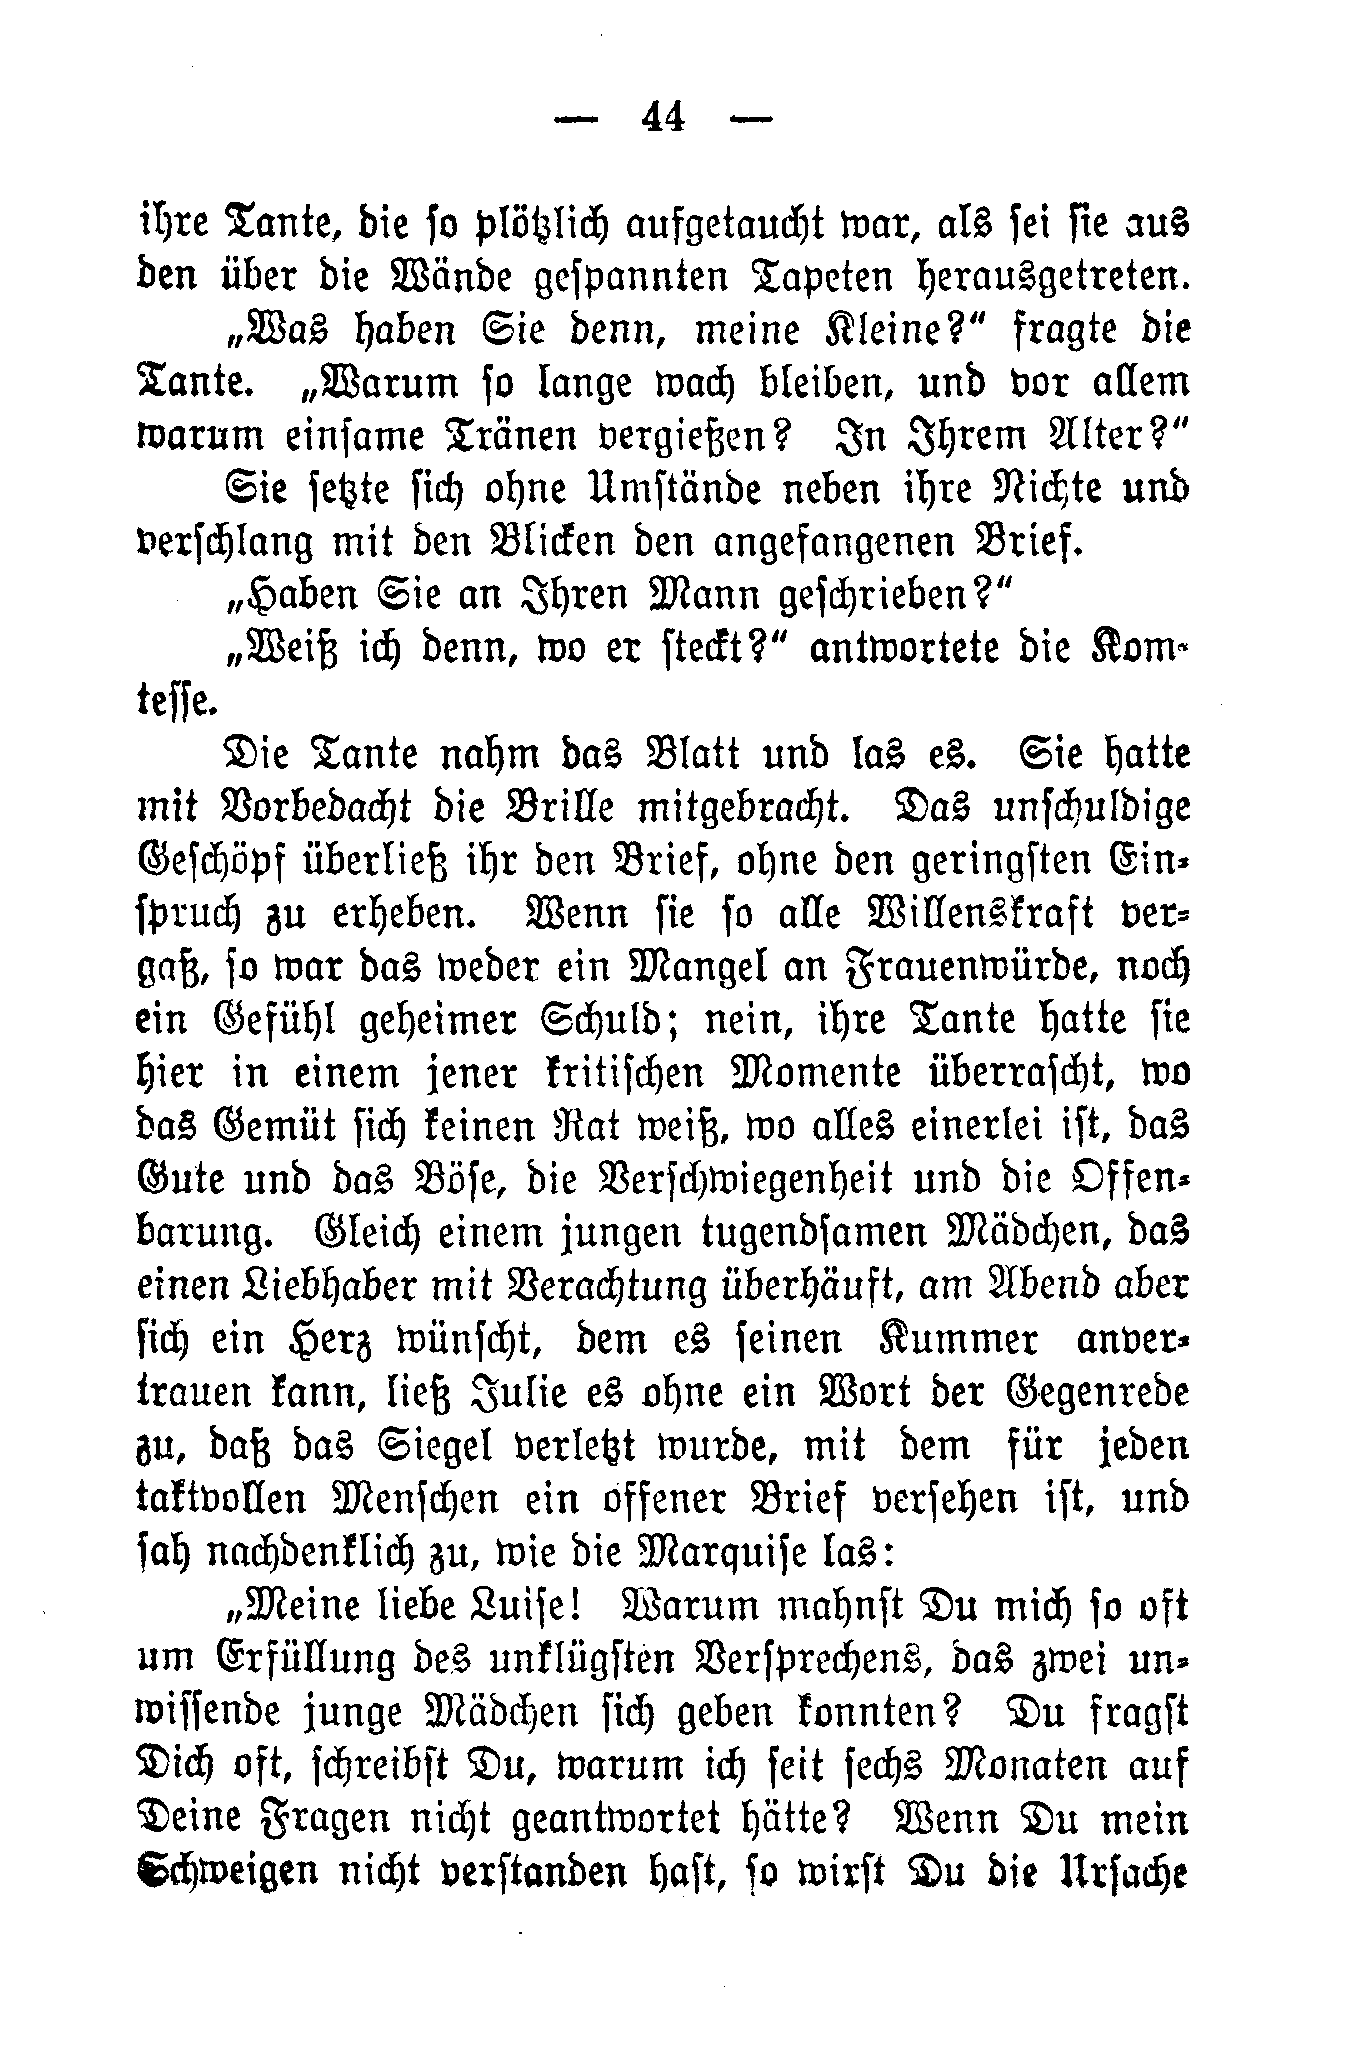 — 44 —
ihre Tante, die so plötzlich aufgetaucht war, als sei sie aus
den über die Wände gespannten Tapeten herausgetreten.
„Was haben Sie denn, meine Kleine?“ fragte die
Tante. „Warum so lange wach bleiben, und vor allem
warum einsame Tränen vergießen? In Ihrem Alter?“
Sie setzte sich ohne Umstände neben ihre Nichte und
verschlang mit den Blicken den angefangenen Brief.
„Haben Sie an Ihren Mann geschrieben?“
„Weiß ich denn, wo er steckt?“ antwortete die Kom-
tesse.
Die Tante nahm das Blatt und las es. Sie hatte
mit Vorbedacht die Brille mitgebracht. Das unschuldige
Geschöpf überließ ihr den Brief, ohne den geringsten Ein-
spruch zu erheben. Wenn sie so alle Willenskraft ver-
gaß, so war das weder ein Mangel an Frauenwürde, noch
ein Gefühl geheimer Schuld; nein, ihre Tante hatte sie
hier in einem jener kritischen Momente überrascht, wo
das Gemüt sich keinen Rat weiß, wo alles einerlei ist, das
Gute und das Böse, die Verschwiegenheit und die Offen-
barung. Gleich einem jungen tugendsamen Mädchen, das
einen Liebhaber mit Verachtung überhäuft, am Abend aber
sich ein Herz wünscht, dem es seinen Kummer anver-
trauen kann, ließ Julie es ohne ein Wort der Gegenrede
zu, daß das Siegel verletzt wurde, mit dem für jeden
taktvollen Menschen ein offener Brief versehen ist, und
sah nachdenklich zu, wie die Marquise las:
„Meine liebe Luise! Warum mahnst Du mich so oft
um Erfüllung des unklügsten Versprechens, das zwei un-
wissende junge Mädchen sich geben konnten? Du fragst
Dich oft, schreibst Du, warum ich seit sechs Monaten auf
Deine Fragen nicht geantwortet hätte? Wenn Du mein
Schweigen nicht verstanden hast, so wirst Du die Ursache